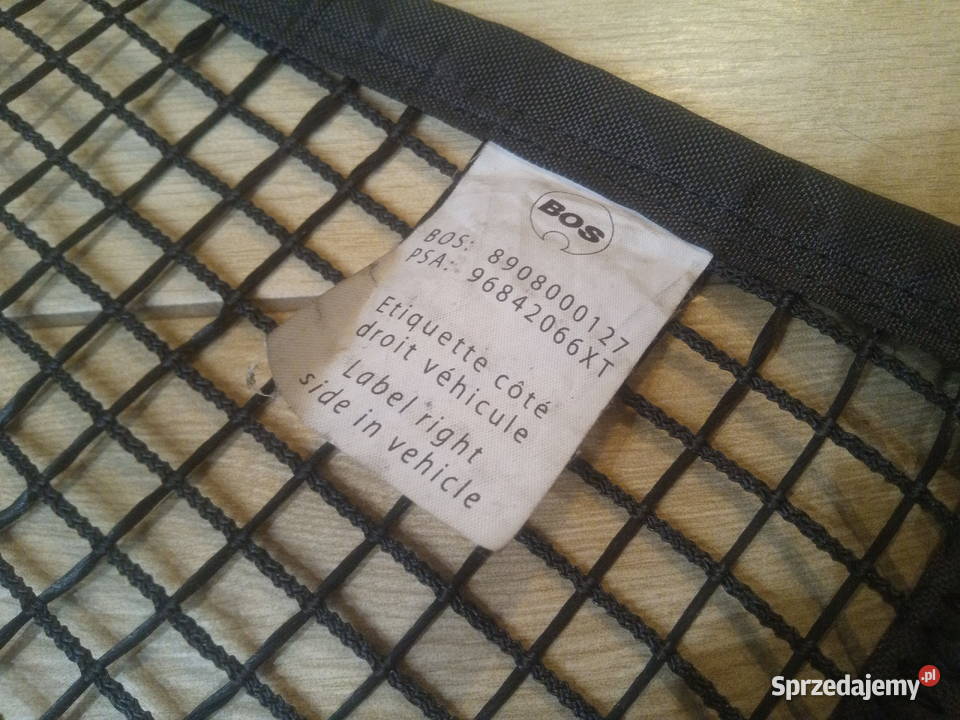 BOS
BOS: 8908000127
PSA: 96842066XT
Etiquette côté
droit véhicule
Label right
side in vehicle
Sprzedajemy.pl